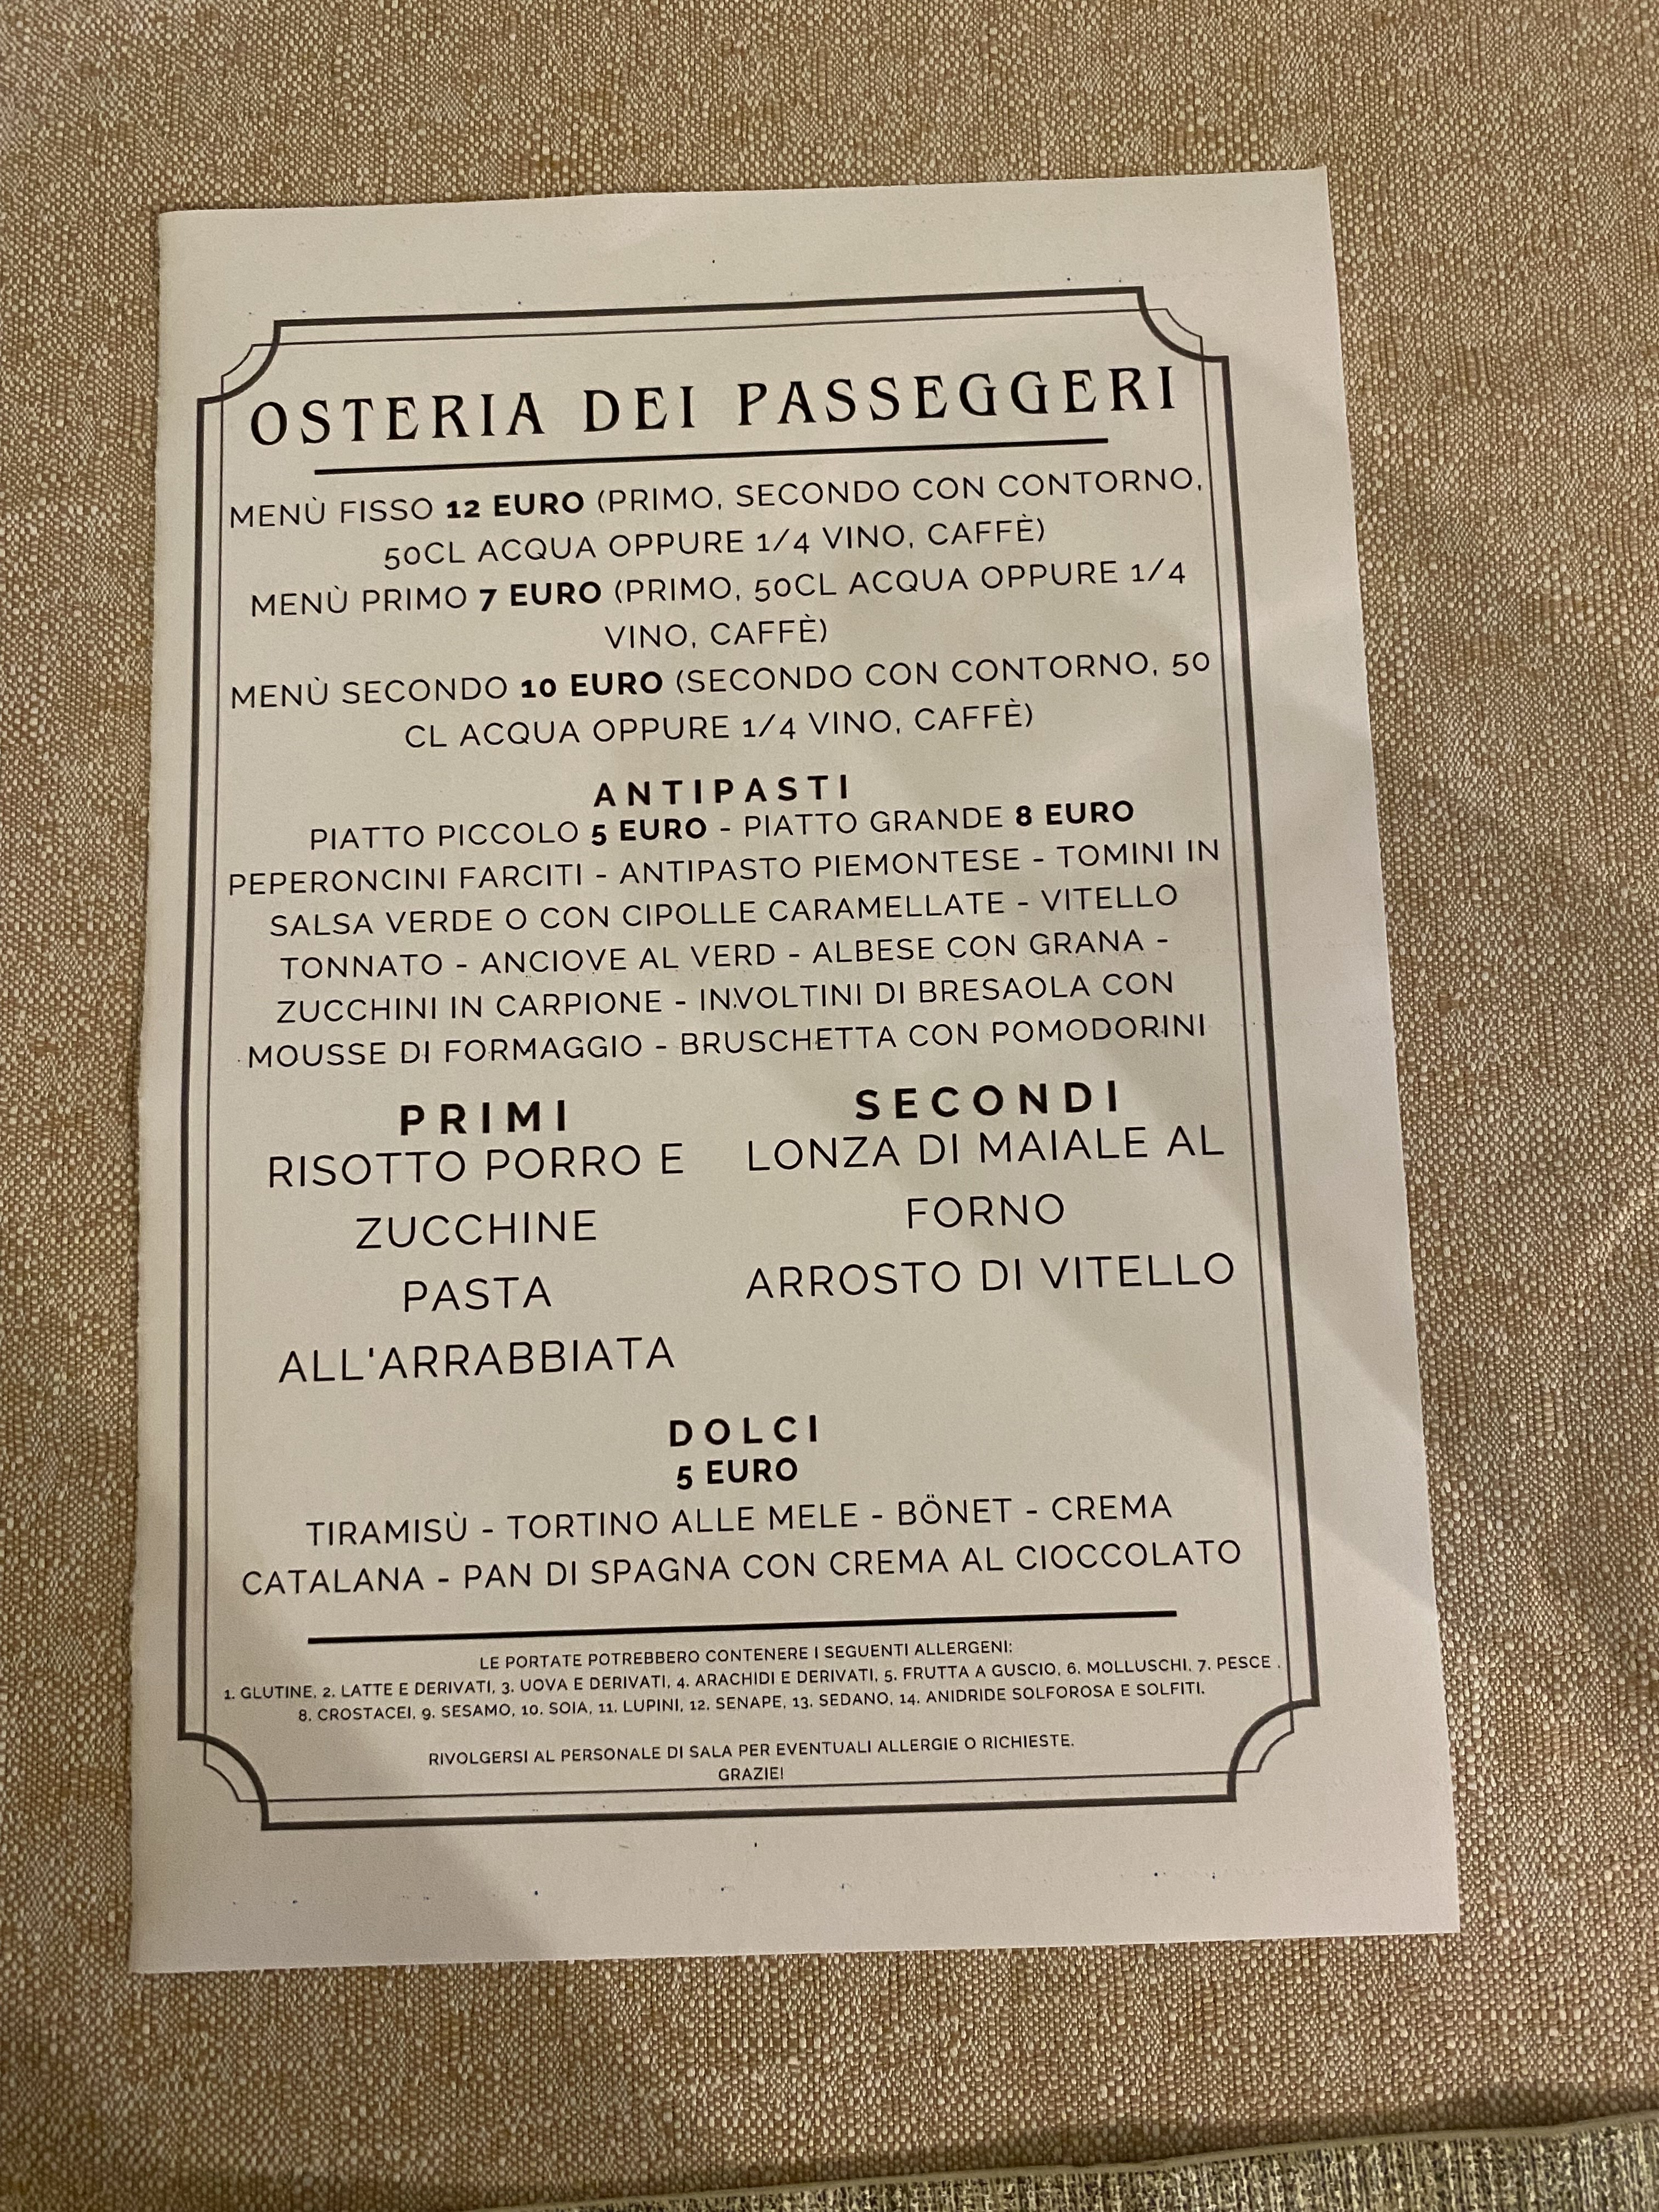 OSTERIA DEI PASSEGGERI
MENÙ FISSO 12 EURO (PRIMO, SECONDO CON CONTORNO,
50CL ACQUA OPPURE 1/4 VINO, CAFFÈ)
MENÙ PRIMO 7 EURO (PRIMO, 50CL ACQUA OPPURE 1/4
VINO, CAFFÈ)
MENÙ SECONDO 10 EURO (SECONDO CON CONTORNO, 50
CL ACQUA OPPURE 1/4 VINO, CAFFÈ)
ANTIPASTI
PIATTO PICCOLO 5 EURO - PIATTO GRANDE 8 EURO
PEPERONCINI FARCITI - ANTIPASTO PIEMONTESE - TOMINI IN
SALSA VERDE O CON CIPOLLE CARAMELLATE - VITELLO
TONNATO - ANCIOVE AL VERD - ALBESE CON GRANA -
ZUCCHINI IN CARPIONE - INVOLTINI DI BRESAOLA CON
MOUSSE DI FORMAGGIO - BRUSCHETTA CON POMODORINI
PRIMI
RISOTTO PORRO E
ZUCCHINE
PASTA
ALL'ARRABBIATA
SECONDI
LONZA DI MAIALE AL
FORNO
ARROSTO DI VITELLO
DOLCI
5 EURO
TIRAMISÙ - TORTINO ALLE MELE - BÖNET - CREMA
CATALANA - PAN DI SPAGNA CON CREMA AL CIOCCOLATO
LE PORTATE POTREBBERO CONTENERE I SEGUENTI ALLERGENI:
1. GLUTINE, 2. LATTE E DERIVATI, 3. UOVA E DERIVATI, 4. ARACHIDI E DERIVATI, 5. FRUTTA A GUSCIO, 6. MOLLUSCHI, 7. PESCE ,
8. CROSTACEI, 9. SESAMO, 10. SOIA, 11. LUPINI, 12. SENAPE, 13. SEDANO, 14. ANIDRIDE SOLFOROSA E SOLFITI.
RIVOLGERSI AL PERSONALE DI SALA PER EVENTUALI ALLERGIE O RICHIESTE.
GRAZIE!